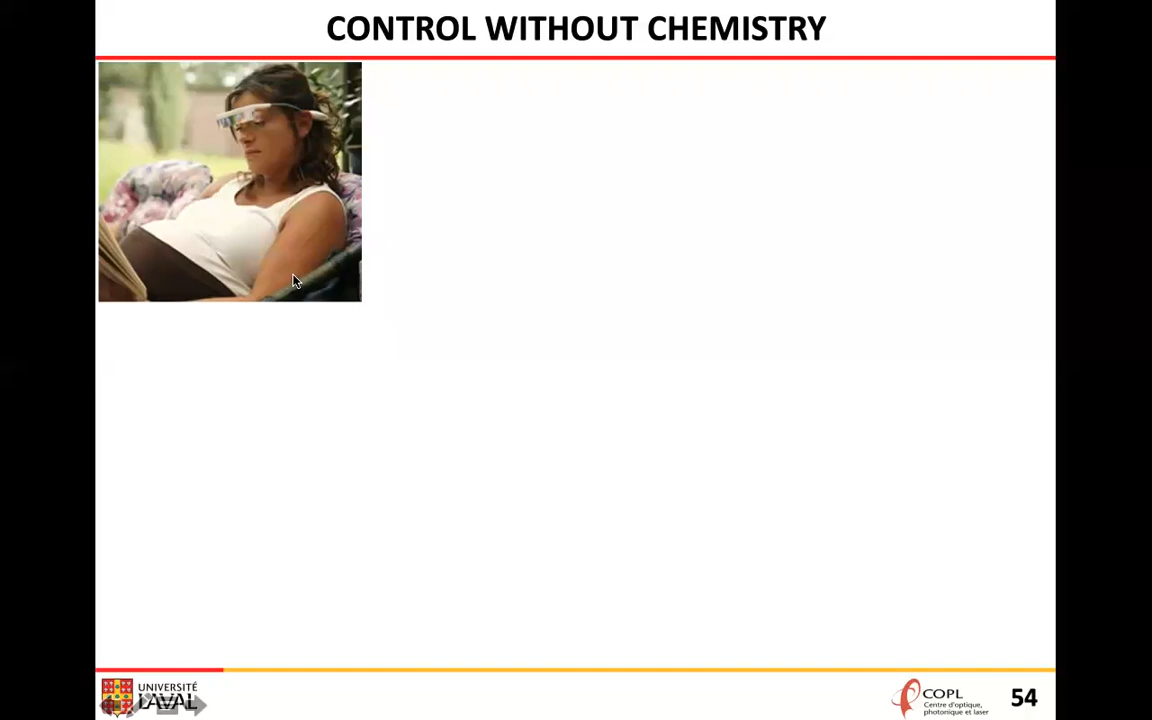 CONTROL WITHOUT CHEMISTRY
UNIVERSITÉ
LAVAL
COPL
Centre d'optique,
photonique et laser
54